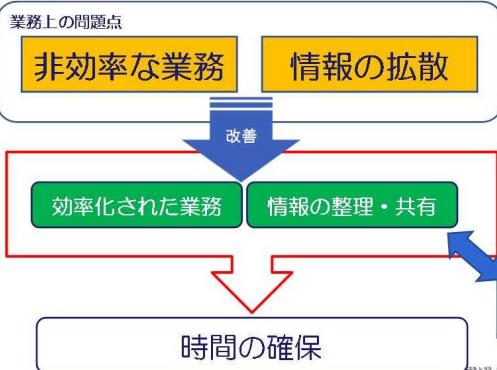 業務上の問題点
非効率な業務
情報の拡散
改善
効率化された業務
情報の整理・共有
時間の確保